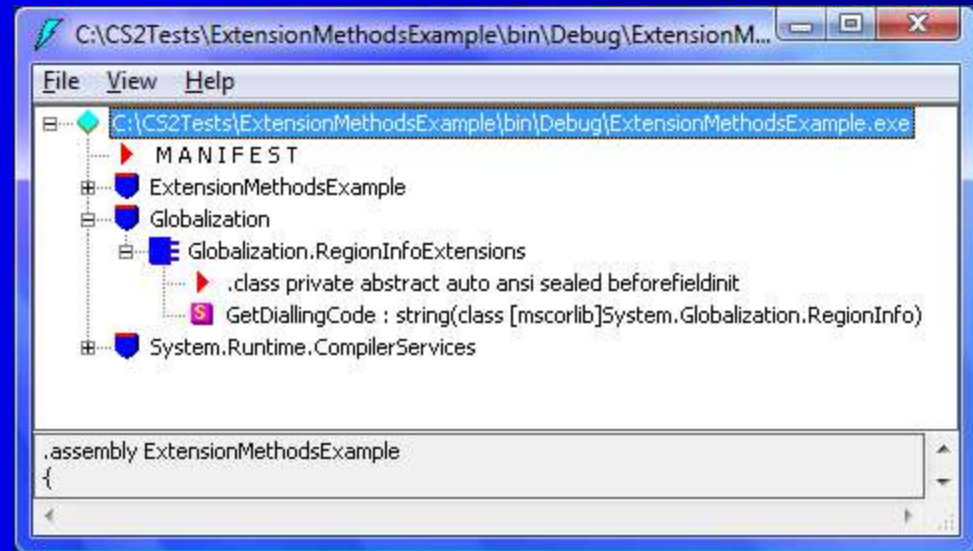 C:\CS2Tests\ExtensionMethodsExample\bin\Debug\ExtensionM...
File View Help
C:\CS2Tests\ExtensionMethodsExample\bin\Debug\ExtensionMethodsExample.exe
M A N I F E S T
ExtensionMethodsExample
Globalization
Globalization.RegionInfoExtensions
.class private abstract auto ansi sealed beforefieldinit
S GetDiallingCode : string(class [mscorlib]System.Globalization.RegionInfo)
System.Runtime.CompilerServices
.assembly ExtensionMethodsExample
{